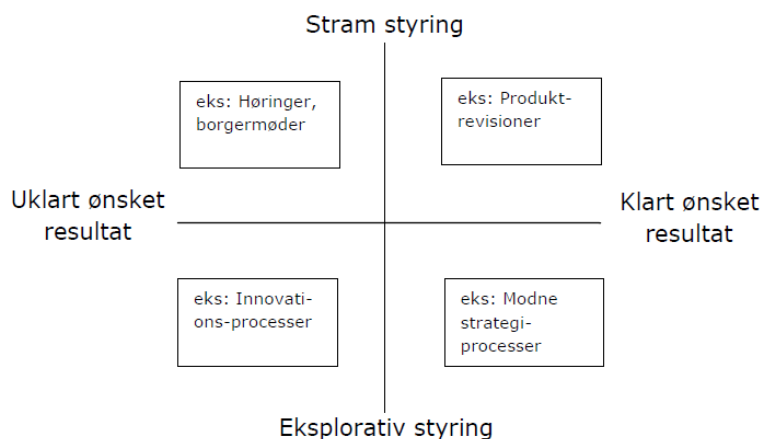 Stram styring
eks: Høringer,
borgermøder
eks: Produkt-
revisioner
Uklart ønsket
resultat
Klart ønsket
resultat
eks: Innovati-
ons-processer
eks: Modne
strategi-
processer
Eksplorativ styring